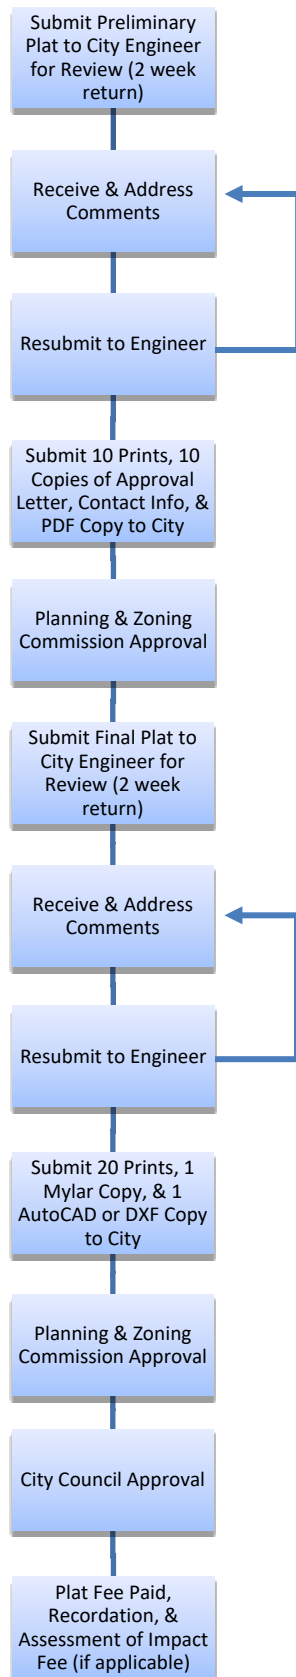 Submit Preliminary
Plat to City Engineer
for Review (2 week
return)
Receive & Address
Comments
Resubmit to Engineer
Submit 10 Prints, 10
Copies of Approval
Letter, Contact Info, &
PDF Copy to City
Planning & Zoning
Commission Approval
Submit Final Plat to
City Engineer for
Review (2 week
return)
Receive & Address
Comments
Resubmit to Engineer
Submit 20 Prints, 1
Mylar Copy, & 1
AutoCAD or DXF Copy
to City
Planning & Zoning
Commission Approval
City Council Approval
Plat Fee Paid,
Recordation, &
Assessment of Impact
Fee (if applicable)